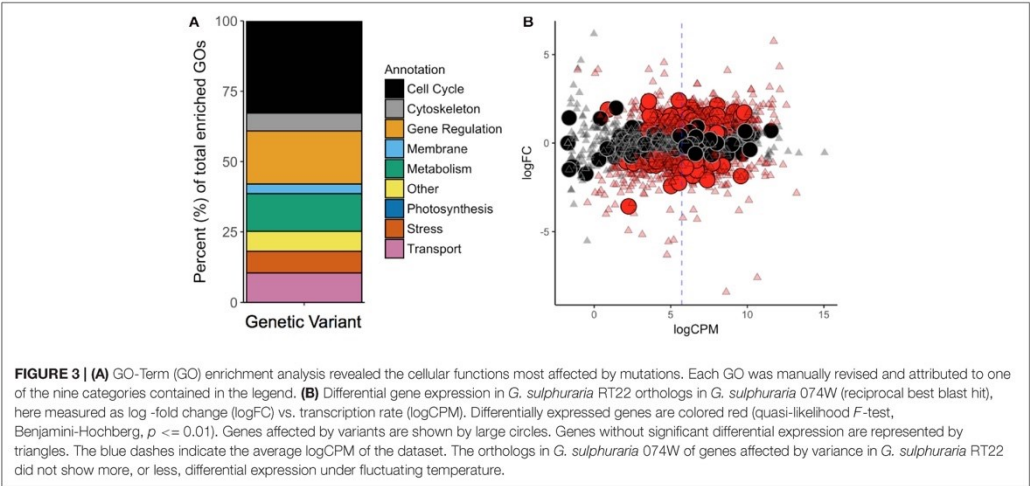 A
B
100
75
50
25
0
Percent (%) of total enriched GOs
Genetic Variant
Annotation
Cell Cycle
Cytoskeleton
Gene Regulation
Membrane
Metabolism
Other
Photosynthesis
Stress
Transport
5
0
-5
logFC
0
5
10
15
logCPM
FIGURE 3 | (A) GO-Term (GO) enrichment analysis revealed the cellular functions most affected by mutations. Each GO was manually revised and attributed to one
of the nine categories contained in the legend. (B) Differential gene expression in G. sulphuraria RT22 orthologs in G. sulphuraria 074W (reciprocal best blast hit),
here measured as log -fold change (logFC) vs. transcription rate (logCPM). Differentially expressed genes are colored red (quasi-likelihood F-test,
Benjamini-Hochberg, p <= 0.01). Genes affected by variants are shown by large circles. Genes without significant differential expression are represented by
triangles. The blue dashes indicate the average logCPM of the dataset. The orthologs in G. sulphuraria 074W of genes affected by variance in G. sulphuraria RT22
did not show more, or less, differential expression under fluctuating temperature.